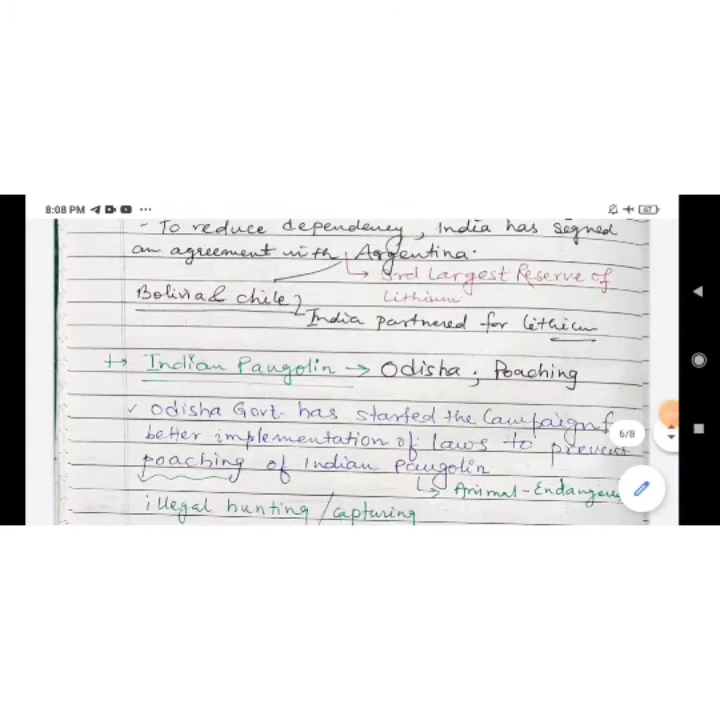 8:08 PM ... 67
- To reduce dependency, India has signed
an agreement with Argentina.
→ 3rd Largest Reserve of
Lithium
Bolivia & Chile
India partnered for lithium
Indian Pangolin → Odisha ; Poaching
✓ Odisha Govt. has started the Campaign f
better implementation of laws to prevent
6/8
poaching of Indian Pangolin
→ Animal - Endangere
illegal hunting / capturing